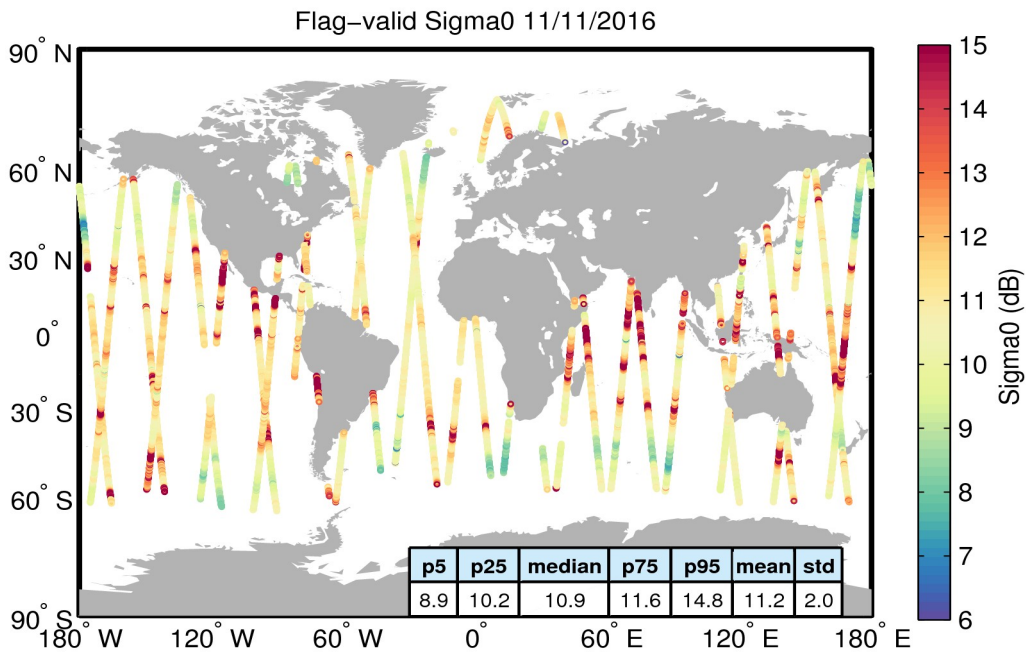 Flag−valid Sigma0 11/11/2016
90° N
60° N
30° N
0°
30° S
60° S
90° S
180° W
120° W
60° W
0°
60° E
120° E
180° E
p5 p25 median p75 p95 mean std
8.9 10.2 10.9 11.6 14.8 11.2 2.0
15
14
13
12
11
10
9
8
7
6
Sigma0 (dB)